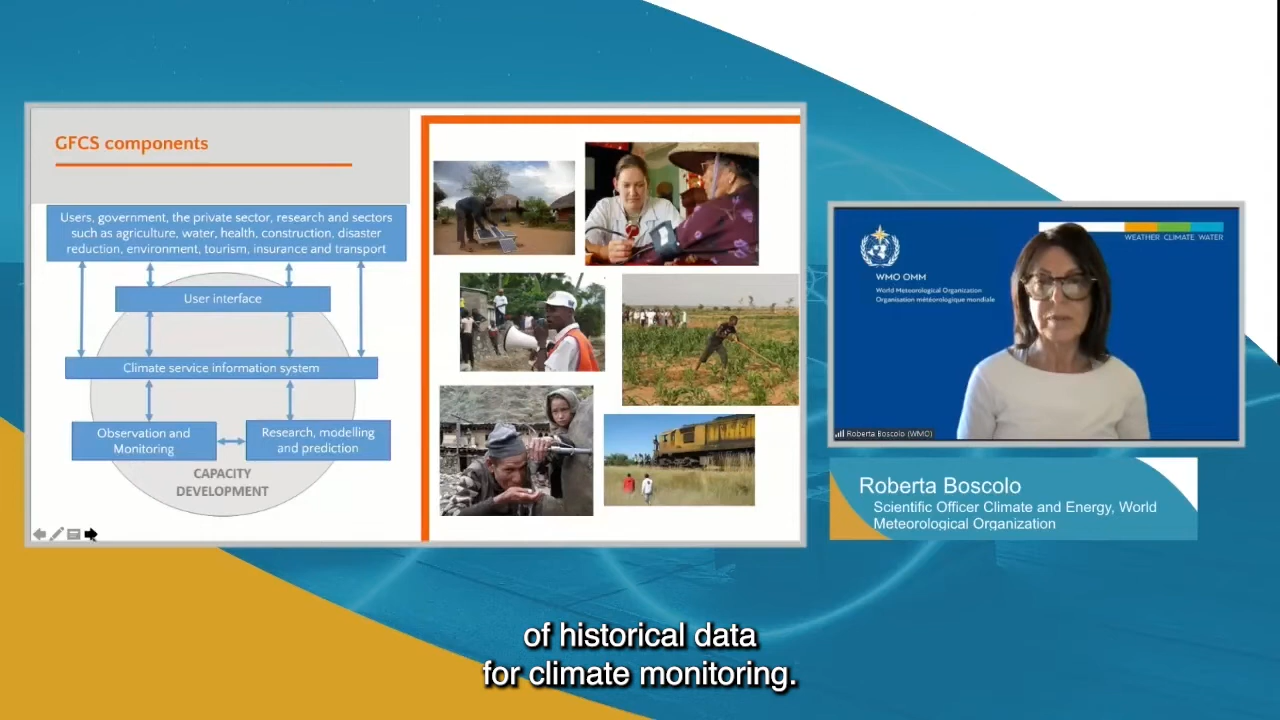 GFCS components
Users, government, the private sector, research and sectors
such as agriculture, water, health, construction, disaster
reduction, environment, tourism, insurance and transport
User interface
Climate service information system
Observation and
Monitoring
Research, modelling
and prediction
CAPACITY
DEVELOPMENT
WEATHER CLIMATE WATER
WMO OMM
World Meteorological Organization
Organisation météorologique mondiale
Roberta Boscolo (WMO)
Roberta Boscolo
Scientific Officer Climate and Energy, World
Meteorological Organization
of historical data
for climate monitoring.